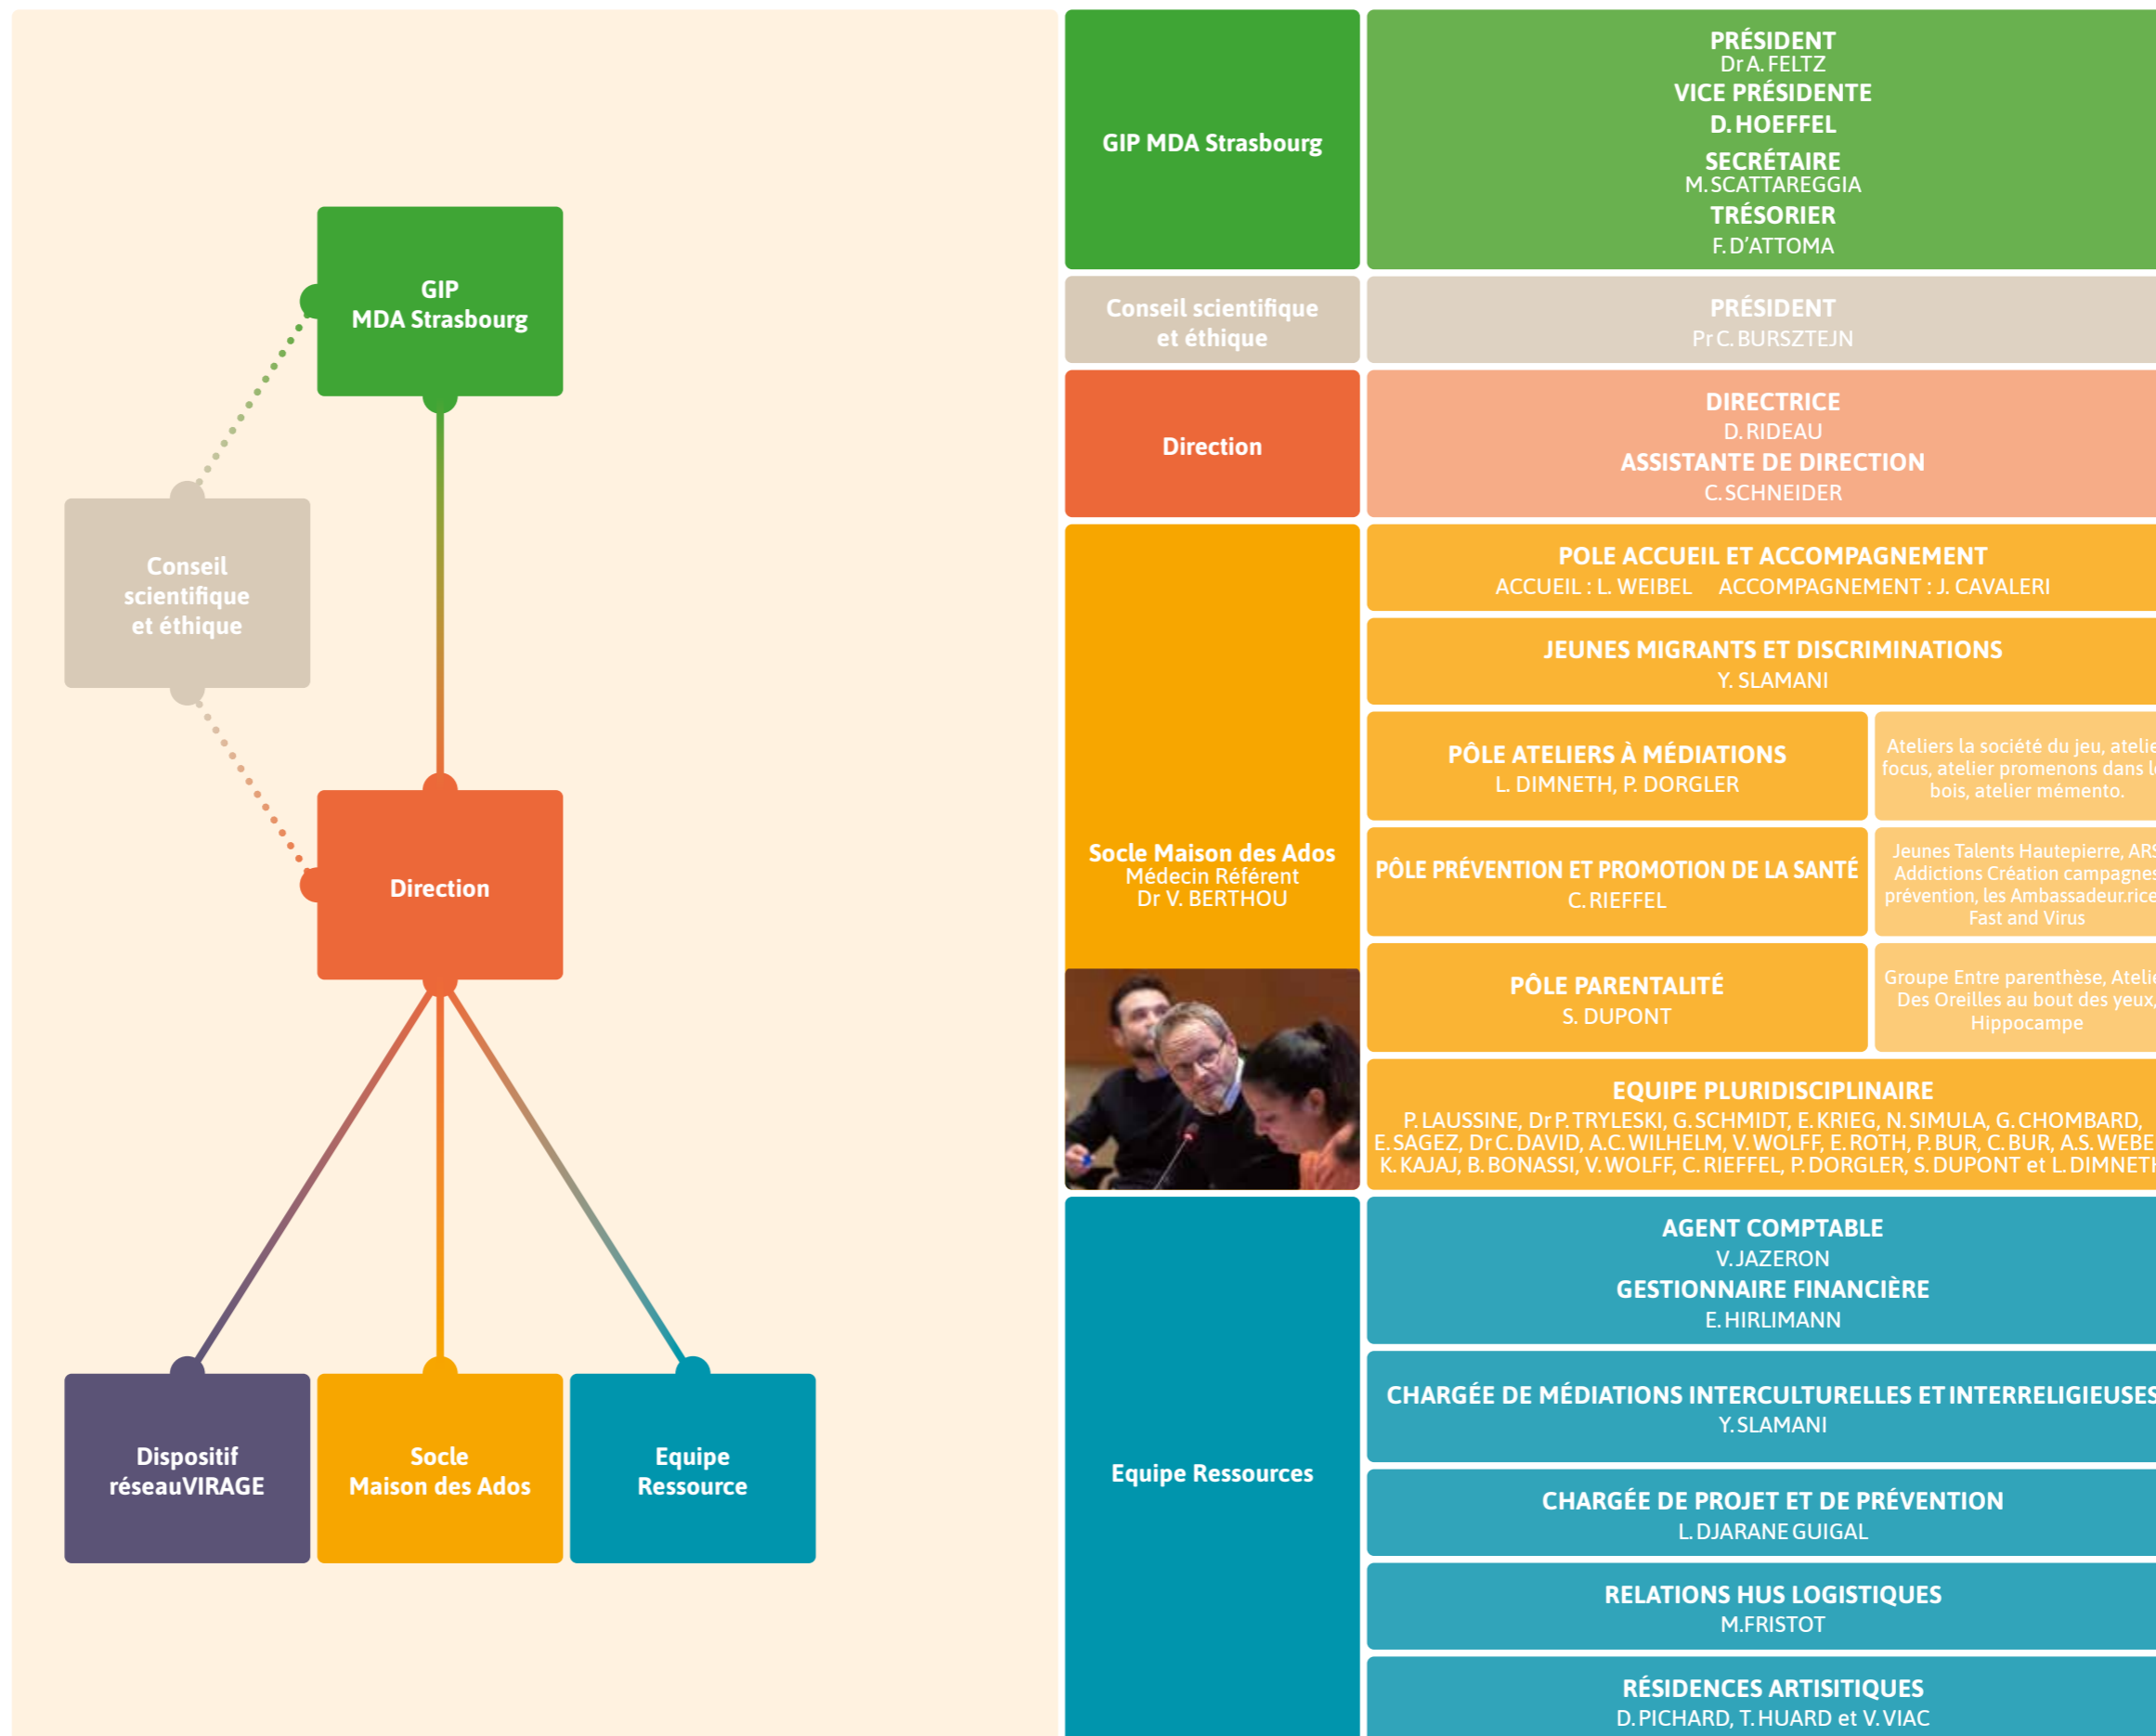 GIP
MDA Strasbourg
Conseil
scientifique
et éthique
Direction
Dispositif
réseauVIRAGE
Socle
Maison des Ados
Equipe
Ressource
GIP MDA Strasbourg
PRÉSIDENT
Dr A. FELTZ
VICE PRÉSIDENTE
D. HOEFFEL
SECRÉTAIRE
M. SCATTAREGGIA
TRÉSORIER
F. D'ATTOMA
Conseil scientifique
et éthique
PRÉSIDENT
Pr C. BURSZTEJN
Direction
DIRECTRICE
D. RIDEAU
ASSISTANTE DE DIRECTION
C. SCHNEIDER
Socle Maison des Ados
Médecin Référent
Dr V. BERTHOU
POLE ACCUEIL ET ACCOMPAGNEMENT
ACCUEIL : L. WEIBEL ACCOMPAGNEMENT : J. CAVALERI
JEUNES MIGRANTS ET DISCRIMINATIONS
Y. SLAMANI
PÔLE ATELIERS À MÉDIATIONS
L. DIMNETH, P. DORGLER
Ateliers la société du jeu,
focus, atelier promenons dans
bois, atelier mémento.
PÔLE PRÉVENTION ET PROMOTION DE LA SANTÉ
C. RIEFFEL
Jeunes Talents Hautepierre,
Addictions Création campagnes
prévention, les
Fast and Virus
PÔLE PARENTALITÉ
S. DUPONT
Groupe Entre parenthèse,
Des Oreilles au bout des yeux,
Hippocampe
EQUIPE PLURIDISCIPLINAIRE
P. LAUSSINE, Dr P. TRYLESKI, G. SCHMIDT, E. KRIEG, N. SIMULA, G. CHOMBARD,
E. SAGEZ, Dr C. DAVID, A.C. WILHELM, V. WOLFF, E. ROTH, P. BUR, C. BUR, A.S.
K. KAJAJ, B. BONASSI, V. WOLFF, C. RIEFFEL, P. DORGLER, S. DUPONT et L. DIMNETH
Equipe Ressources
AGENT COMPTABLE
V. JAZERON
GESTIONNAIRE FINANCIÈRE
E. HIRLIMANN
CHARGÉE DE MÉDIATIONS INTERCULTURELLES ET INTERRELIGIEUSES
Y. SLAMANI
CHARGÉE DE PROJET ET DE PRÉVENTION
L. DJARANE GUIGAL
RELATIONS HUS LOGISTIQUES
M.FRISTOT
RÉSIDENCES ARTISITIQUES
D. PICHARD, T. HUARD et V. VIAC